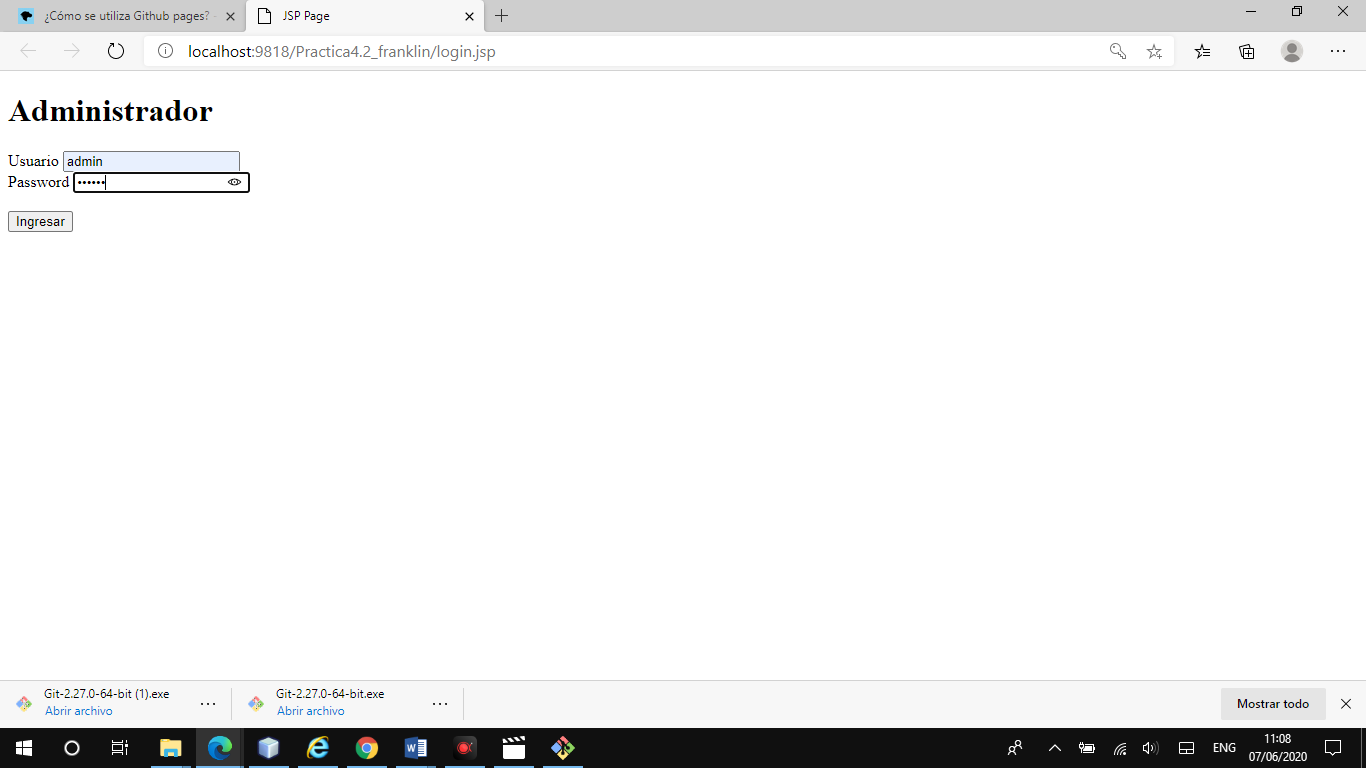 ¿Cómo se utiliza Github pages? -
JSP Page
localhost:9818/Practica4.2_franklin/login.jsp
Administrador
Usuario admin
Password ••••••
Ingresar
Git-2.27.0-64-bit (1).exe
Abrir archivo
Git-2.27.0-64-bit.exe
Abrir archivo
Mostrar todo
ENG
11:08
07/06/2020